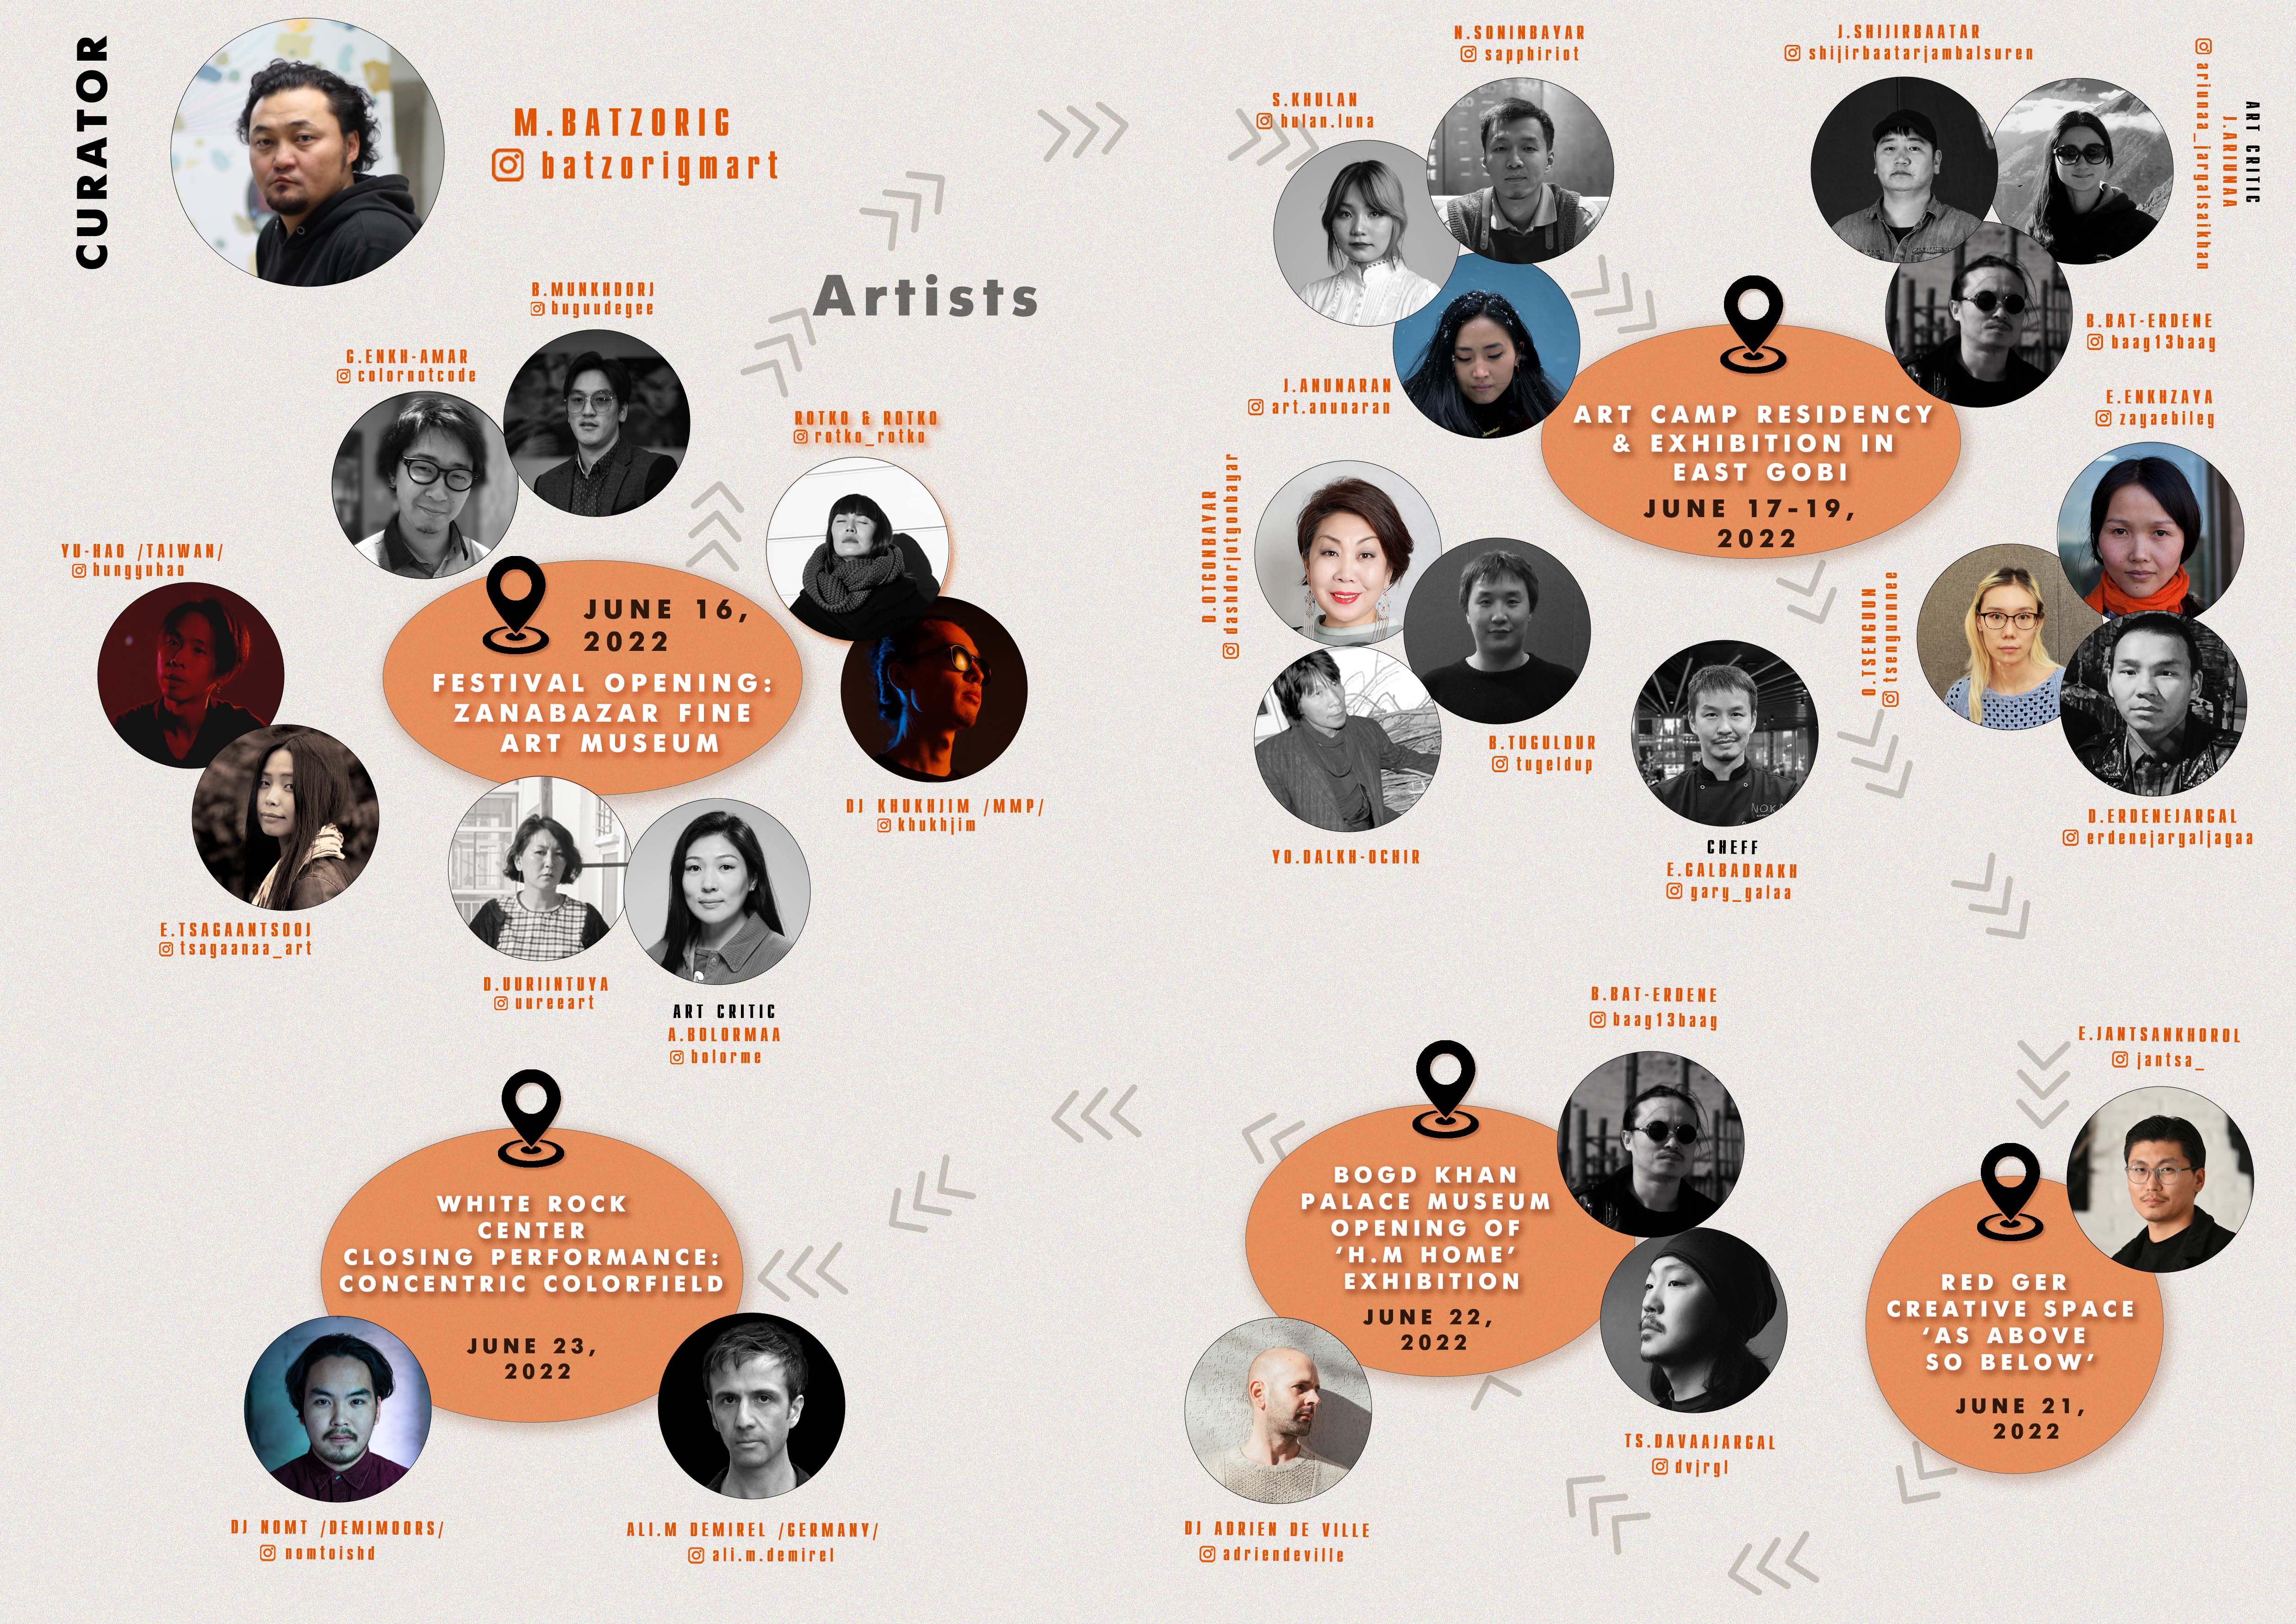 CURATOR
M.BATZORIG
batzorigmart
Artists
B.MUNKHDORJ
buguudegee
G.ENKH-AMAR
colornotcode
ROTKO & ROTKO
rotko_rotko
YU-HAO /TAIWAN/
hungyuhao
JUNE 16,
2022
FESTIVAL OPENING:
ZANABAZAR FINE
ART MUSEUM
DJ KHUKHJIM /MMP/
khukhjim
E.TSAGAANTSOOJ
tsagaanaa_art
D.UURIINTUYA
uureeart
ART CRITIC
A.BOLORMAA
bolorme
N.SONINBAYAR
sapphiriot
S.KHULAN
hulan.luna
J.ANUNARAN
art.anunaran
J.SHIJIRBAATAR
shijirbaatarjambalsuren
ART CRITIC
J.ARIUNAA
ariunaa_jargalsaikhan
B.BAT-ERDENE
baag13baag
ART CAMP RESIDENCY
& EXHIBITION IN
EAST GOBI
JUNE 17-19,
2022
E.ENKHZAYA
zayaebileg
D.OTGONBAYAR
dashdorjotgonbayar
B.TUGULDUR
tugeldup
YO.DALKH-OCHIR
NOKA
CHEFF
E.GALBADRAKH
gary_galaa
O.TSENGUUN
tsenguunnee
D.ERDENEJARGAL
erdenejargaljagaa
E.JANTSANKHOROL
jantsa_
RED GER
CREATIVE SPACE
‘AS ABOVE
SO BELOW’
JUNE 21,
2022
B.BAT-ERDENE
baag13baag
BOGD KHAN
PALACE MUSEUM
OPENING OF
‘H.M HOME’
EXHIBITION
JUNE 22,
2022
TS.DAVAAJARGAL
dvjrgl
DJ ADRIEN DE VILLE
adriendeville
WHITE ROCK
CENTER
CLOSING PERFORMANCE:
CONCENTRIC COLORFIELD
JUNE 23,
2022
DJ NOMT /DEMIMOORS/
nomtoishd
ALI.M DEMIREL /GERMANY/
ali.m.demirel